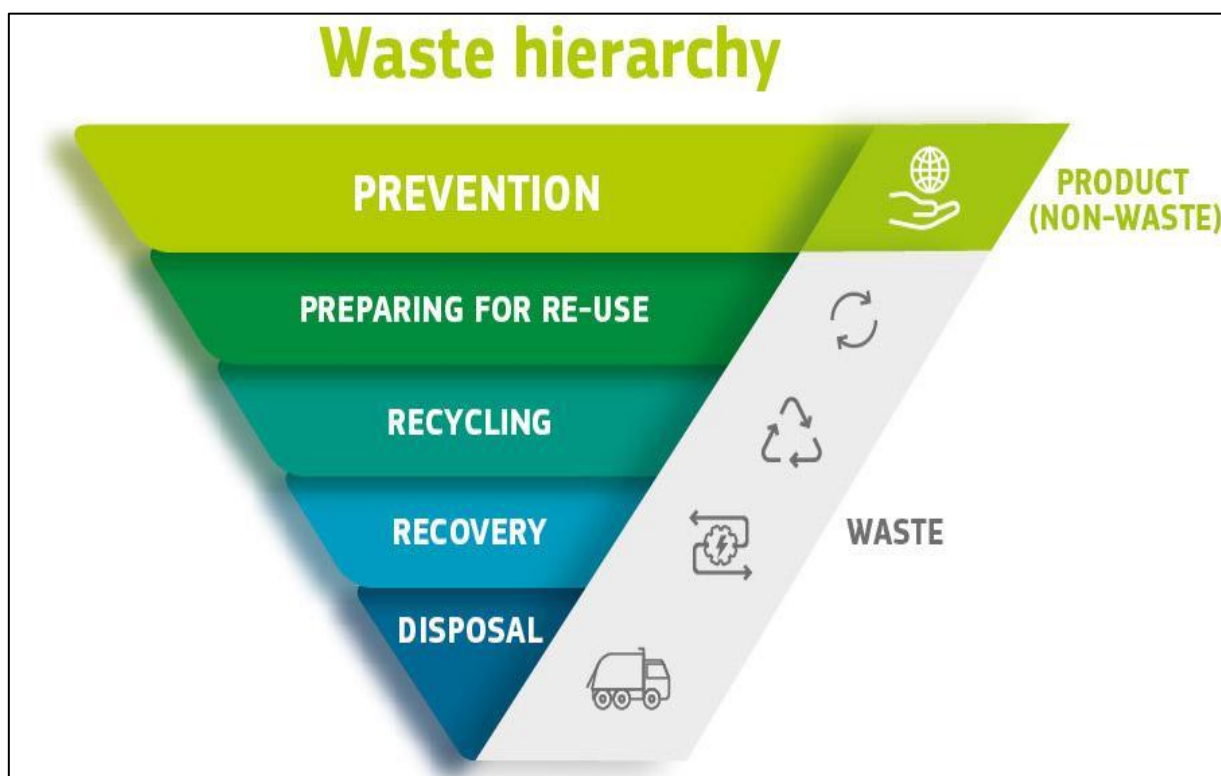 Waste hierarchy
PREVENTION
PRODUCT
(NON-WASTE)
PREPARING FOR RE-USE
RECYCLING
RECOVERY
WASTE
DISPOSAL